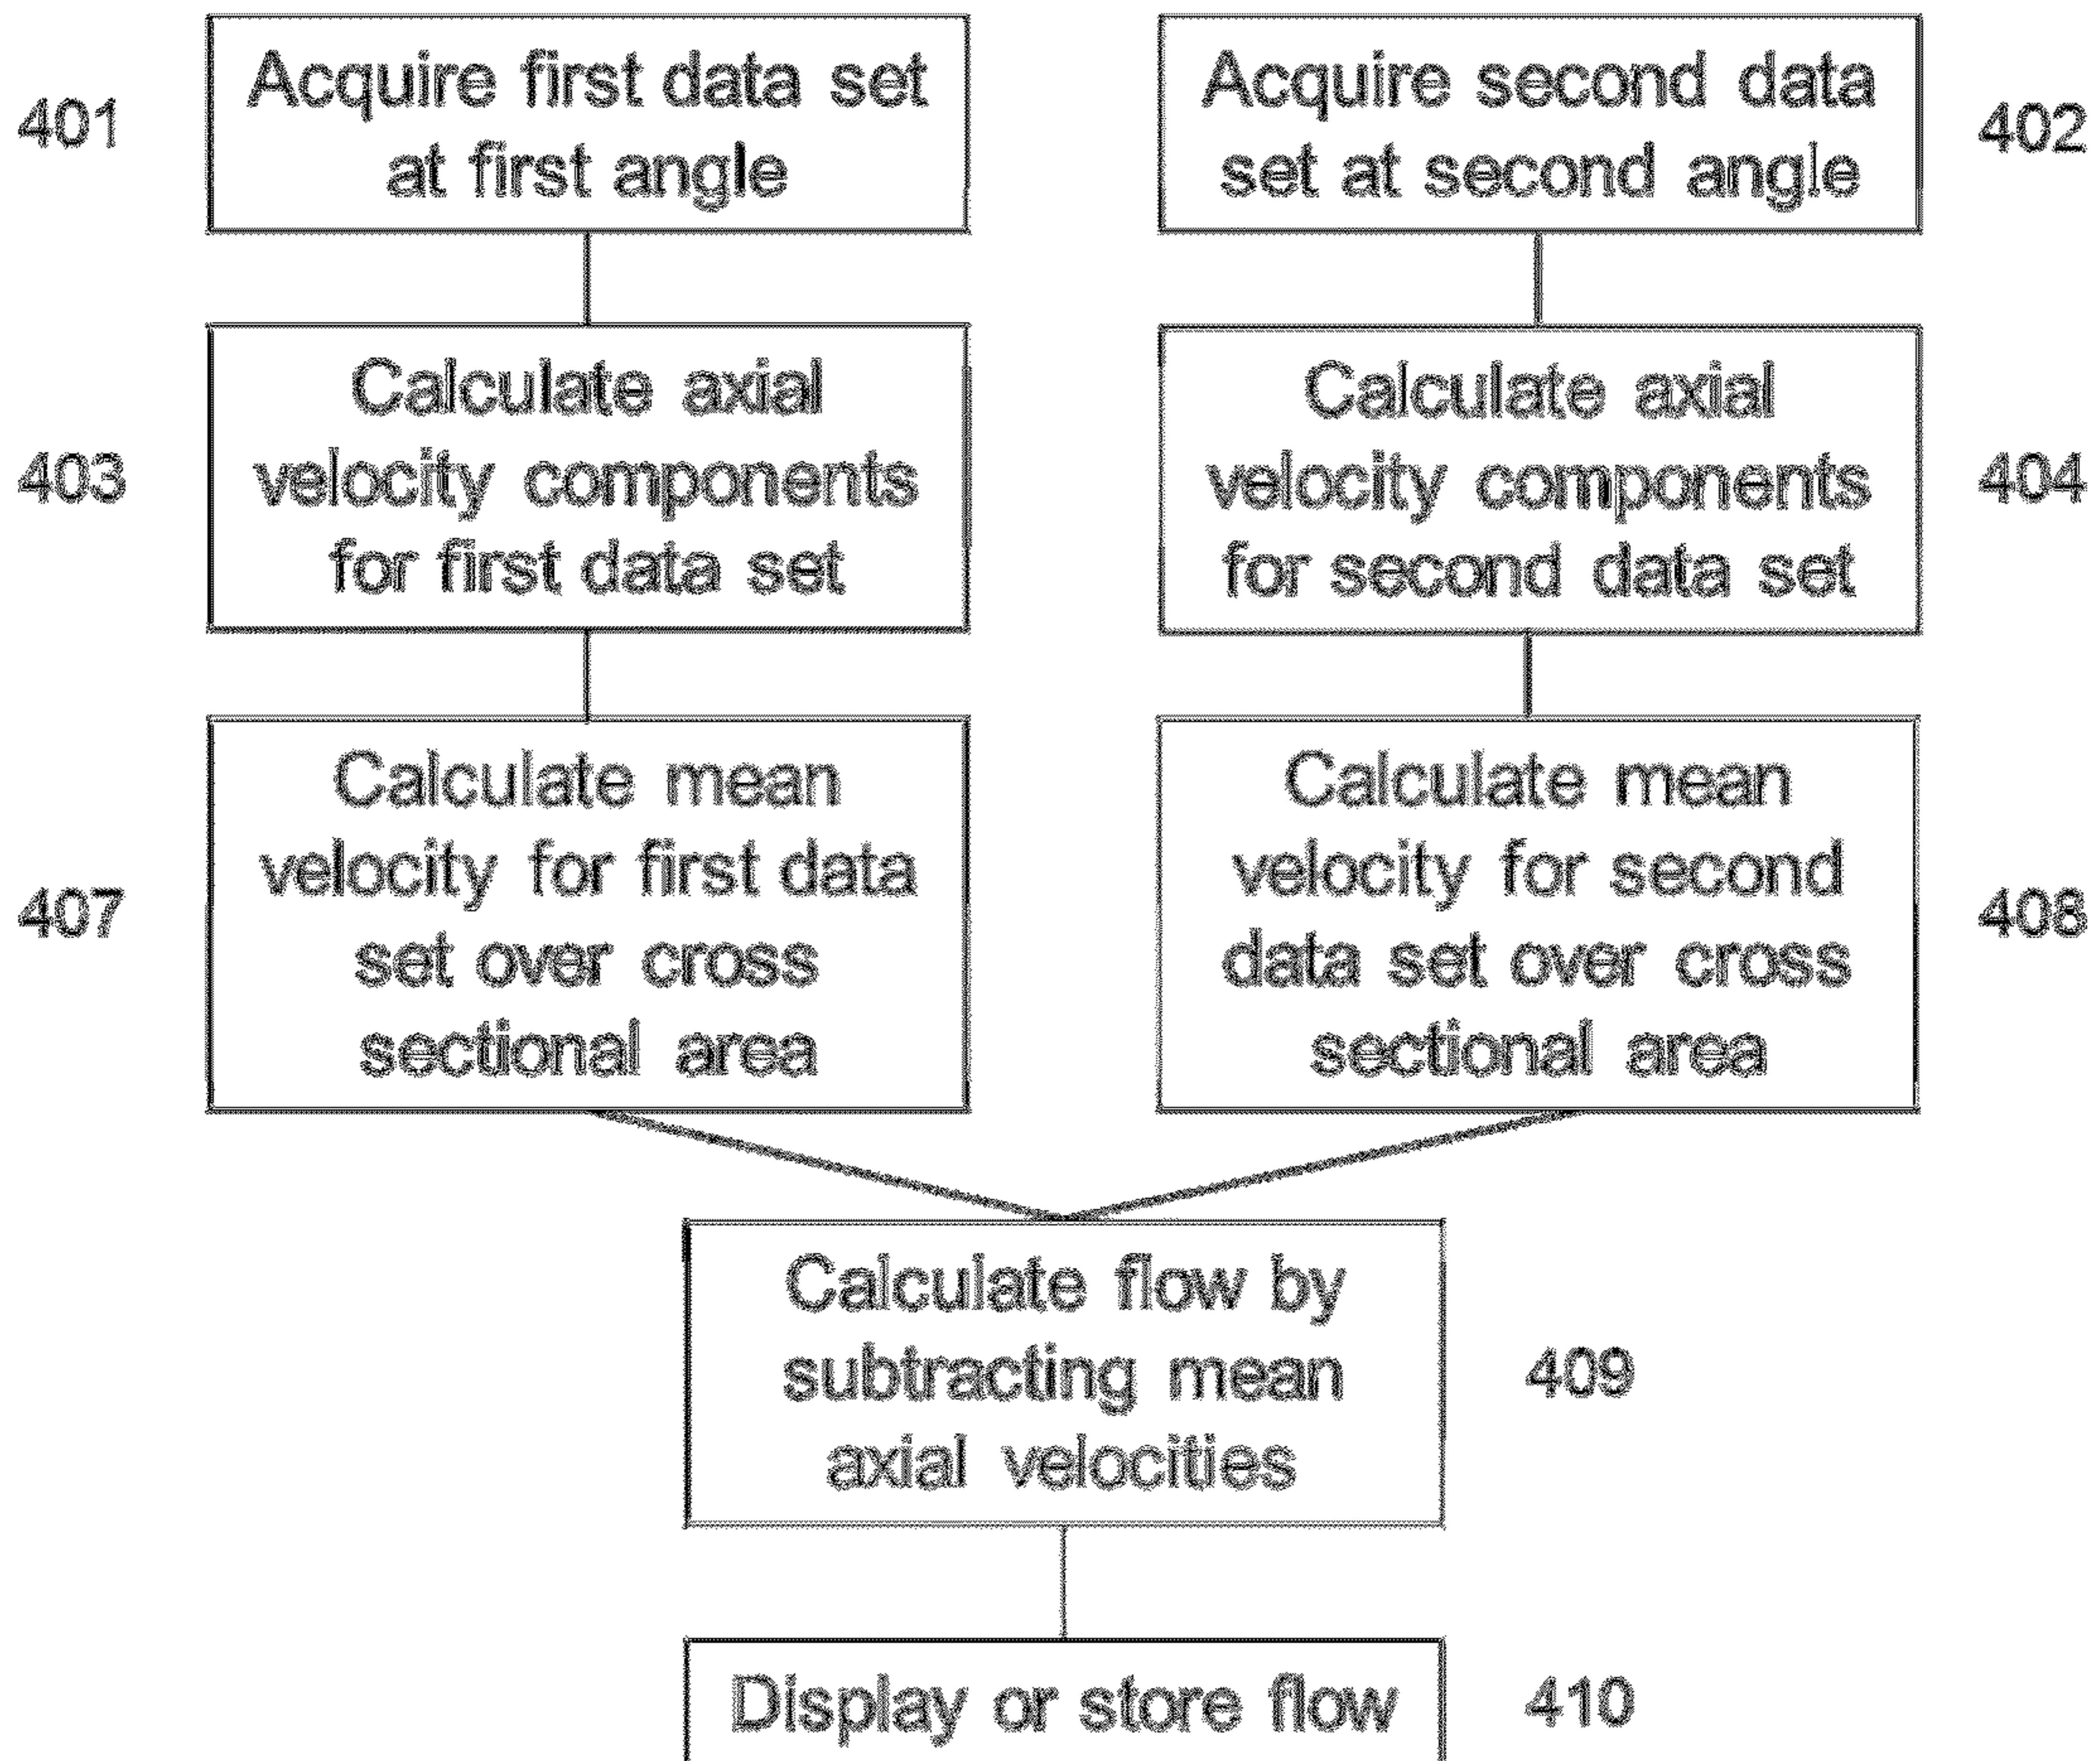 401
Acquire first data set
at first angle
Acquire second data
set at second angle
402
403
Calculate axial
velocity components
for first data set
Calculate axial
velocity components
for second data set
404
407
Calculate mean
velocity for first data
set over cross
sectional area
Calculate mean
velocity for second
data set over cross
sectional area
408
Calculate flow by
subtracting mean
axial velocities
409
Display or store flow
410